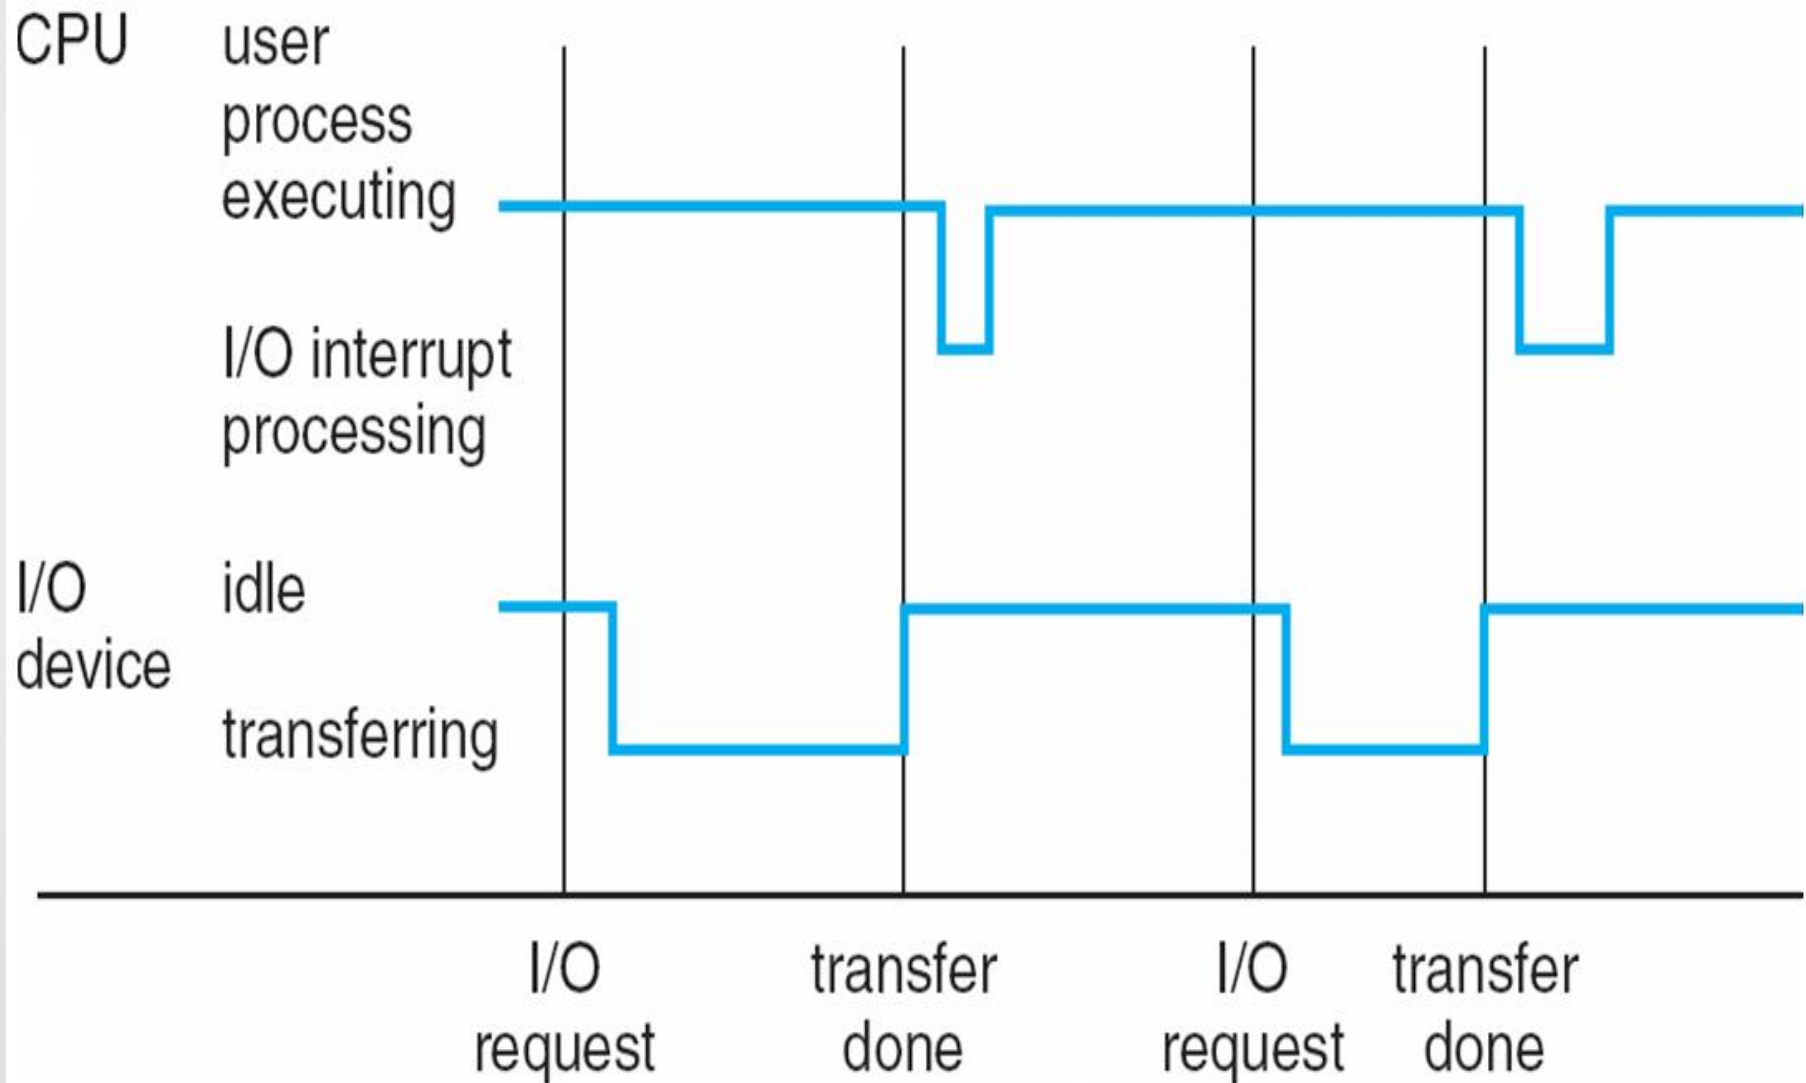 CPU user
process
executing
I/O interrupt
processing
I/O idle
device
transferring
I/O transfer I/O transfer
request done request done